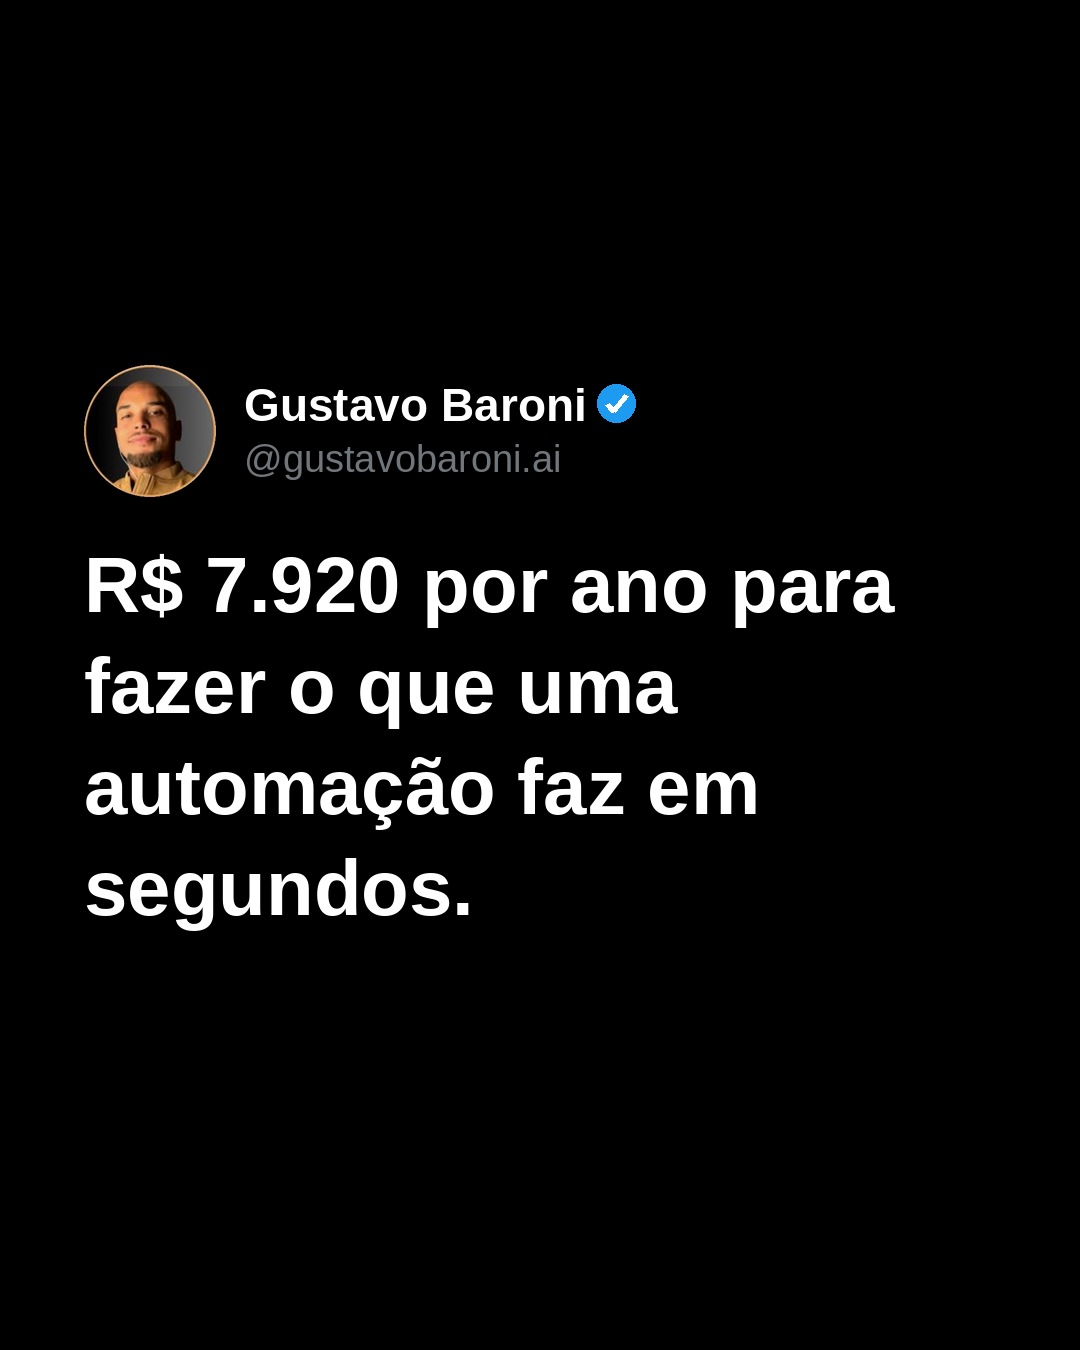 Gustavo Baroni
@gustavobaroni.ai
R$ 7.920 por ano para
fazer o que uma
automação faz em
segundos.